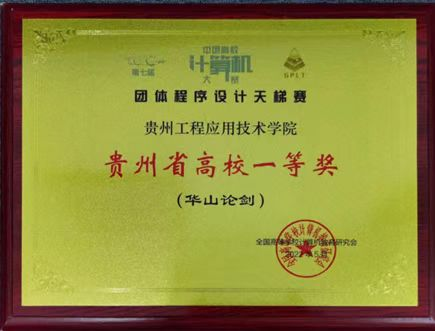 第七届
中国高校
计算机
大赛
GPLT
团体程序设计天梯赛
贵州工程应用技术学院
贵州省高校一等奖
(华山论剑)
全国高等学校计算机教育研究会